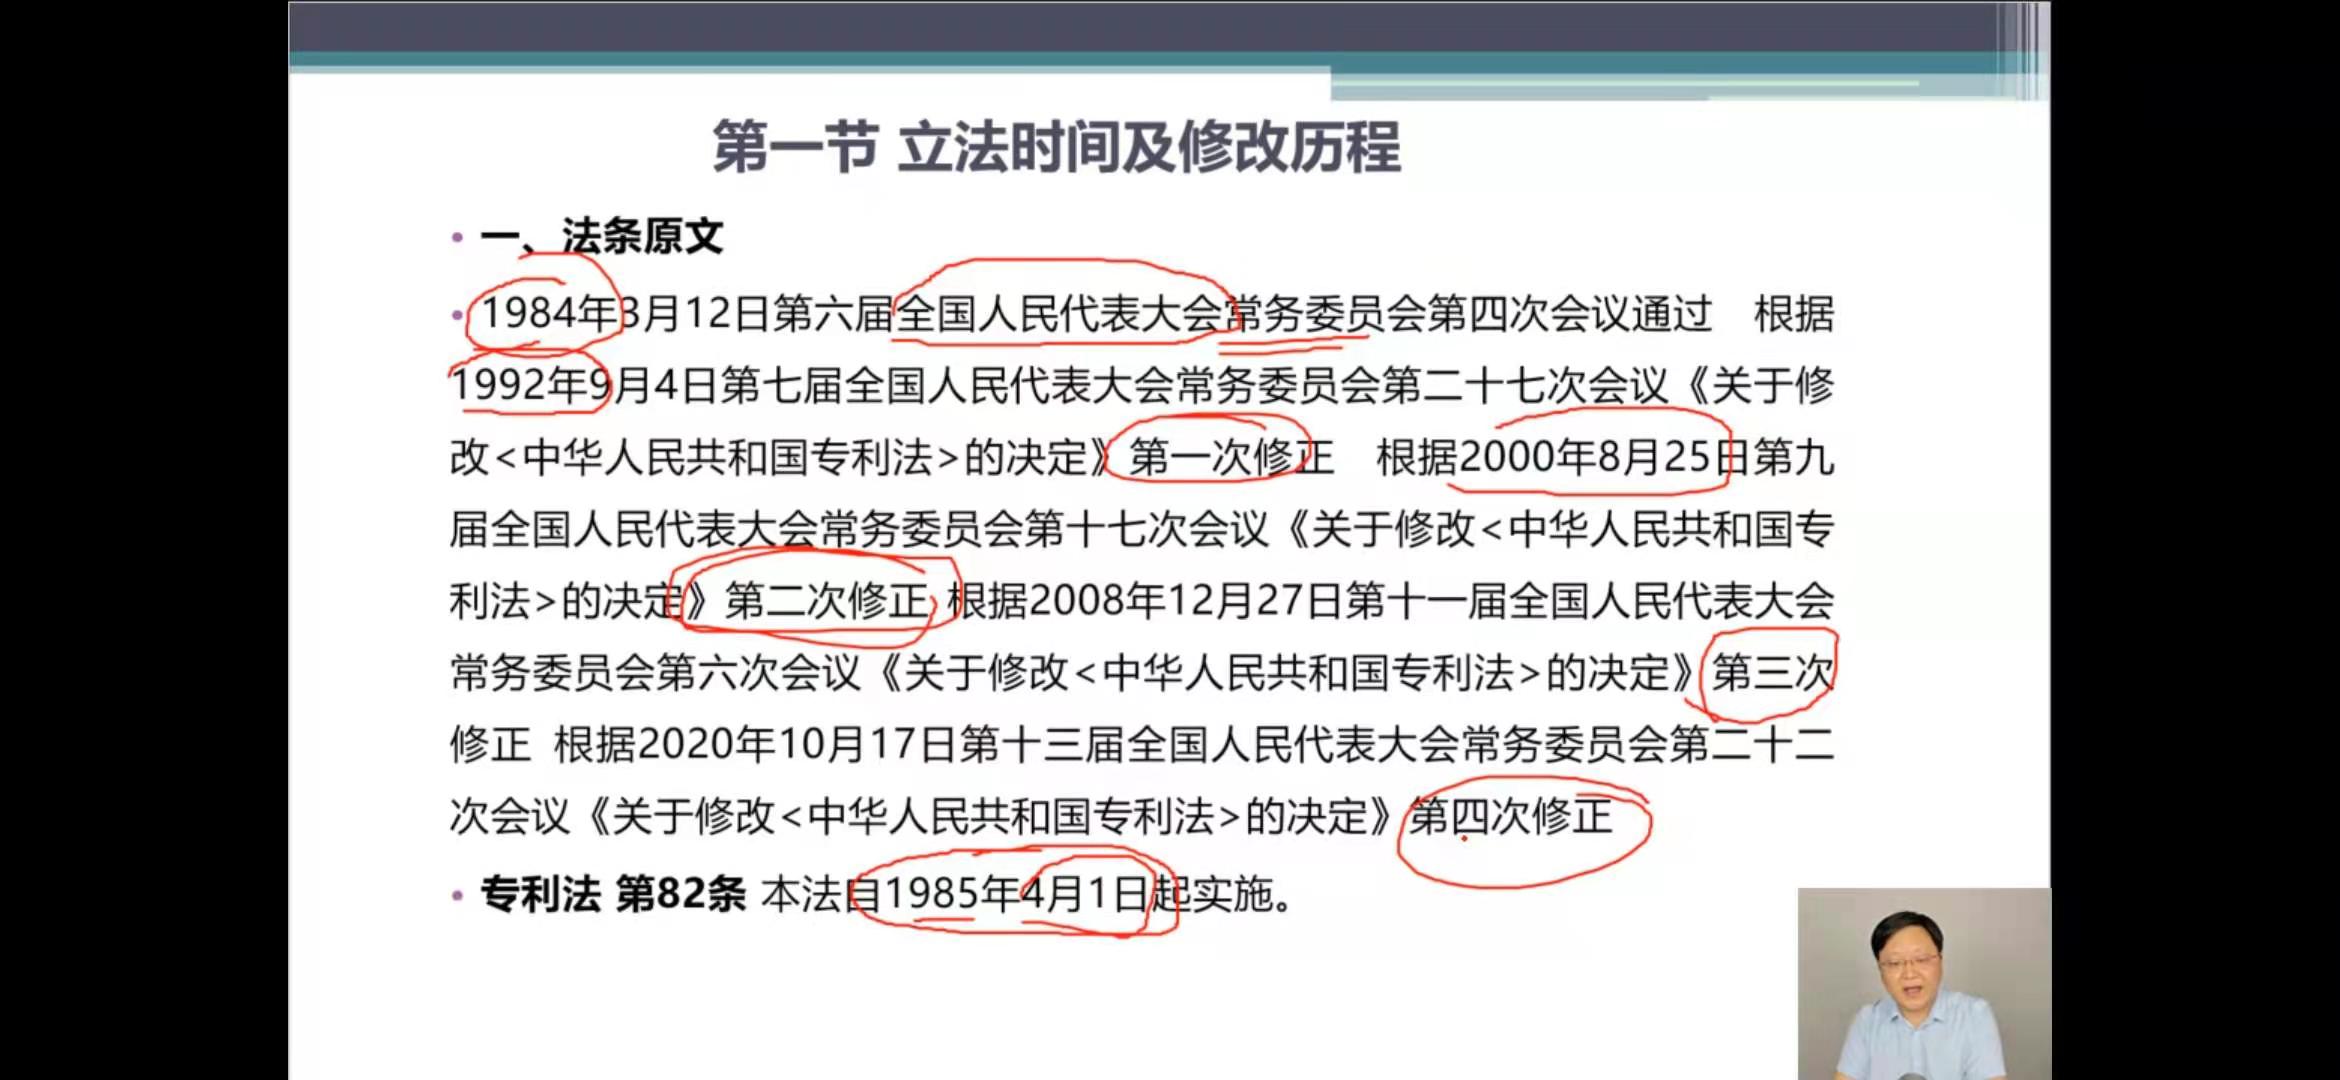 第一节 立法时间及修改历程
• 一、法条原文
• 1984年3月12日第六届全国人民代表大会常务委员会第四次会议通过　根据
1992年9月4日第七届全国人民代表大会常务委员会第二十七次会议《关于修
改<中华人民共和国专利法>的决定》第一次修正　根据2000年8月25日第九
届全国人民代表大会常务委员会第十七次会议《关于修改<中华人民共和国专
利法>的决定》第二次修正 根据2008年12月27日第十一届全国人民代表大会
常务委员会第六次会议《关于修改<中华人民共和国专利法>的决定》第三次
修正 根据2020年10月17日第十三届全国人民代表大会常务委员会第二十二
次会议《关于修改<中华人民共和国专利法>的决定》第四次修正
• 专利法 第82条 本法自1985年4月1日起实施。